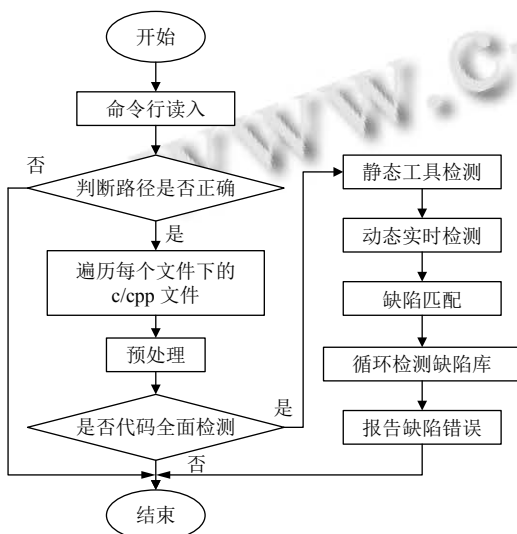 开始
命令行读入
否
判断路径是否正确
是
遍历每个文件下的
c/cpp 文件
预处理
是否代码全面检测
是
否
结束
静态工具检测
动态实时检测
缺陷匹配
循环检测缺陷库
报告缺陷错误
www.c